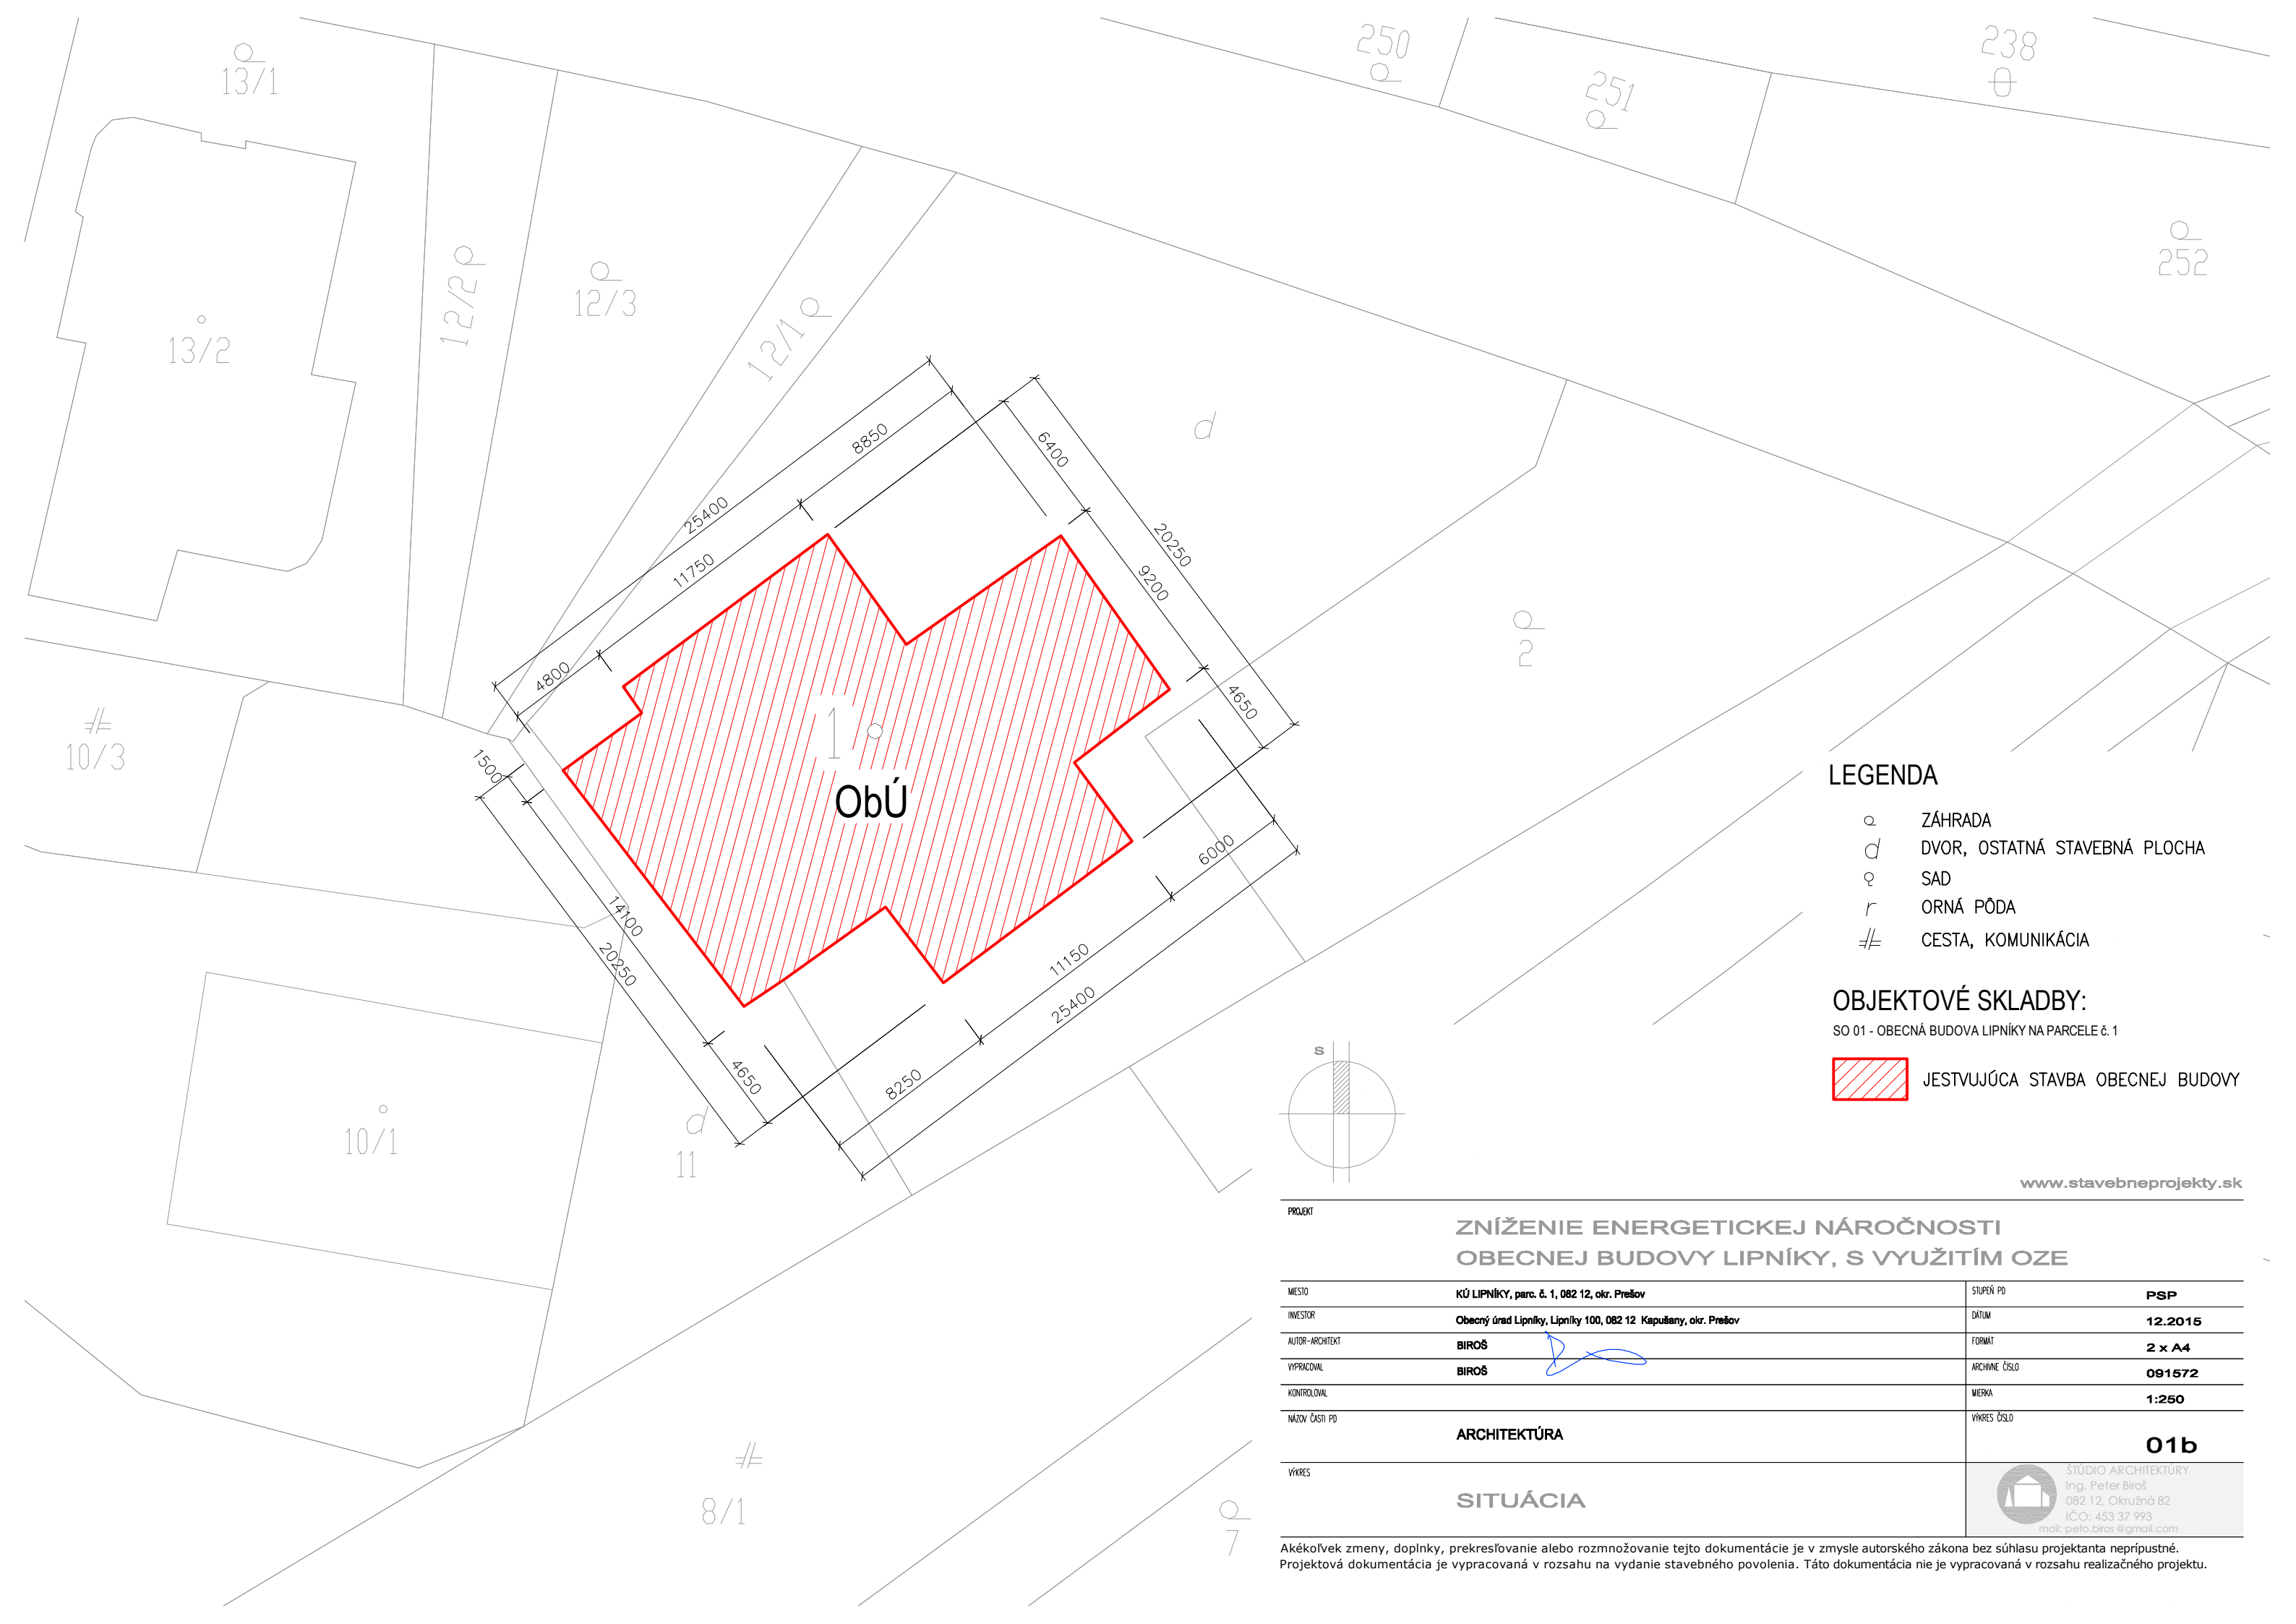 250
238
13/1
251
252
12/2
12/3
12/1
13/2
d
8850
6400
25400
20250
11750
9200
4800
4650
2
1
10/3
1500
ObÚ
6000
14100
20250
11150
25400
4650
8250
d
11
10/1
8/1
7
LEGENDA
ZÁHRADA
d DVOR, OSTATNÁ STAVEBNÁ PLOCHA
SAD
r ORNÁ PÔDA
CESTA, KOMUNIKÁCIA
OBJEKTOVÉ SKLADBY:
SO 01 - OBECNÁ BUDOVA LIPNÍKY NA PARCELE č. 1
JESTVUJÚCA STAVBA OBECNEJ BUDOVY
S
www.stavebneprojekty.sk
PROJEKT
ZNÍŽENIE ENERGETICKEJ NÁROČNOSTI
OBECNEJ BUDOVY LIPNÍKY, S VYUŽITÍM OZE
MIESTO KÚ LIPNÍKY, parc. č. 1, 082 12, okr. Prešov STUPEŇ PD PSP
INVESTOR Obecný úrad Lipníky, Lipníky 100, 082 12 Kapušany, okr. Prešov DÁTUM 12.2015
AUTOR-ARCHITEKT BIROŠ FORMÁT 2 x A4
VYPRACOVAL BIROŠ ARCHÍVNE ČÍSLO 091572
KONTROLOVAL MIERKA 1:250
NÁZOV ČASTI PD ARCHITEKTÚRA VÝKRES ČÍSLO 01b
VÝKRES SITUÁCIA
ŠTÚDIO ARCHITEKTÚRY
Ing. Peter Biroš
082 12, Okružná 82
IČO: 453 37 993
mail: peto.biros@gmail.com
Akékoľvek zmeny, doplnky, prekresľovanie alebo rozmnožovanie tejto dokumentácie je v zmysle autorského zákona bez súhlasu projektanta neprípustné.
Projektová dokumentácia je vypracovaná v rozsahu na vydanie stavebného povolenia. Táto dokumentácia nie je vypracovaná v rozsahu realizačného projektu.